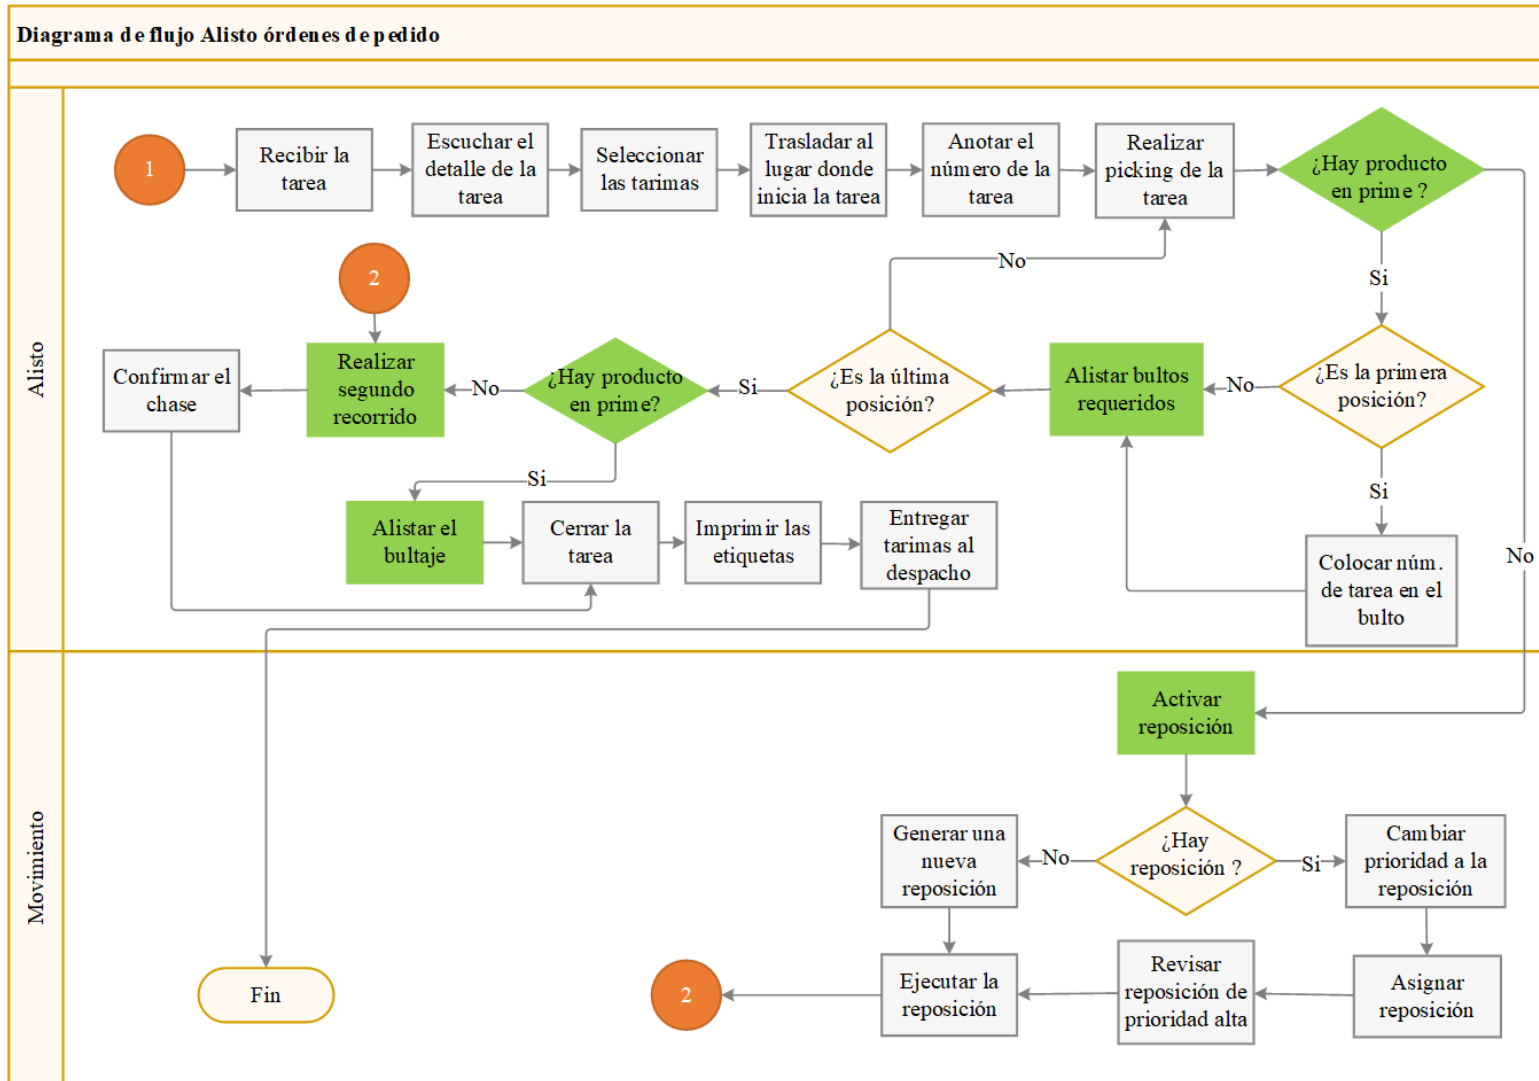 Diagrama de flujo Alisto órdenes de pedido
Alisto
1
Recibir la
tarea
Escuchar el
detalle de la
tarea
Seleccionar
las tarimas
Trasladar al
lugar donde
inicia la tarea
Anotar el
número de la
tarea
Realizar
picking de la
tarea
¿Hay producto
en prime ?
No
Si
No
2
Confirmar el
chase
Realizar
segundo
recorrido
No
¿Hay producto
en prime?
Si
¿Es la última
posición?
Alistar bultos
requeridos
No
¿Es la primera
posición?
Si
Si
Alistar el
bultaje
Cerrar la
tarea
Imprimir las
etiquetas
Entregar
tarimas al
despacho
Colocar núm.
de tarea en el
bulto
No
Movimiento
Activar
reposición
Generar una
nueva
reposición
No
¿Hay
reposición ?
Si
Cambiar
prioridad a la
reposición
Fin
2
Ejecutar la
reposición
Revisar
reposición de
prioridad alta
Asignar
reposición